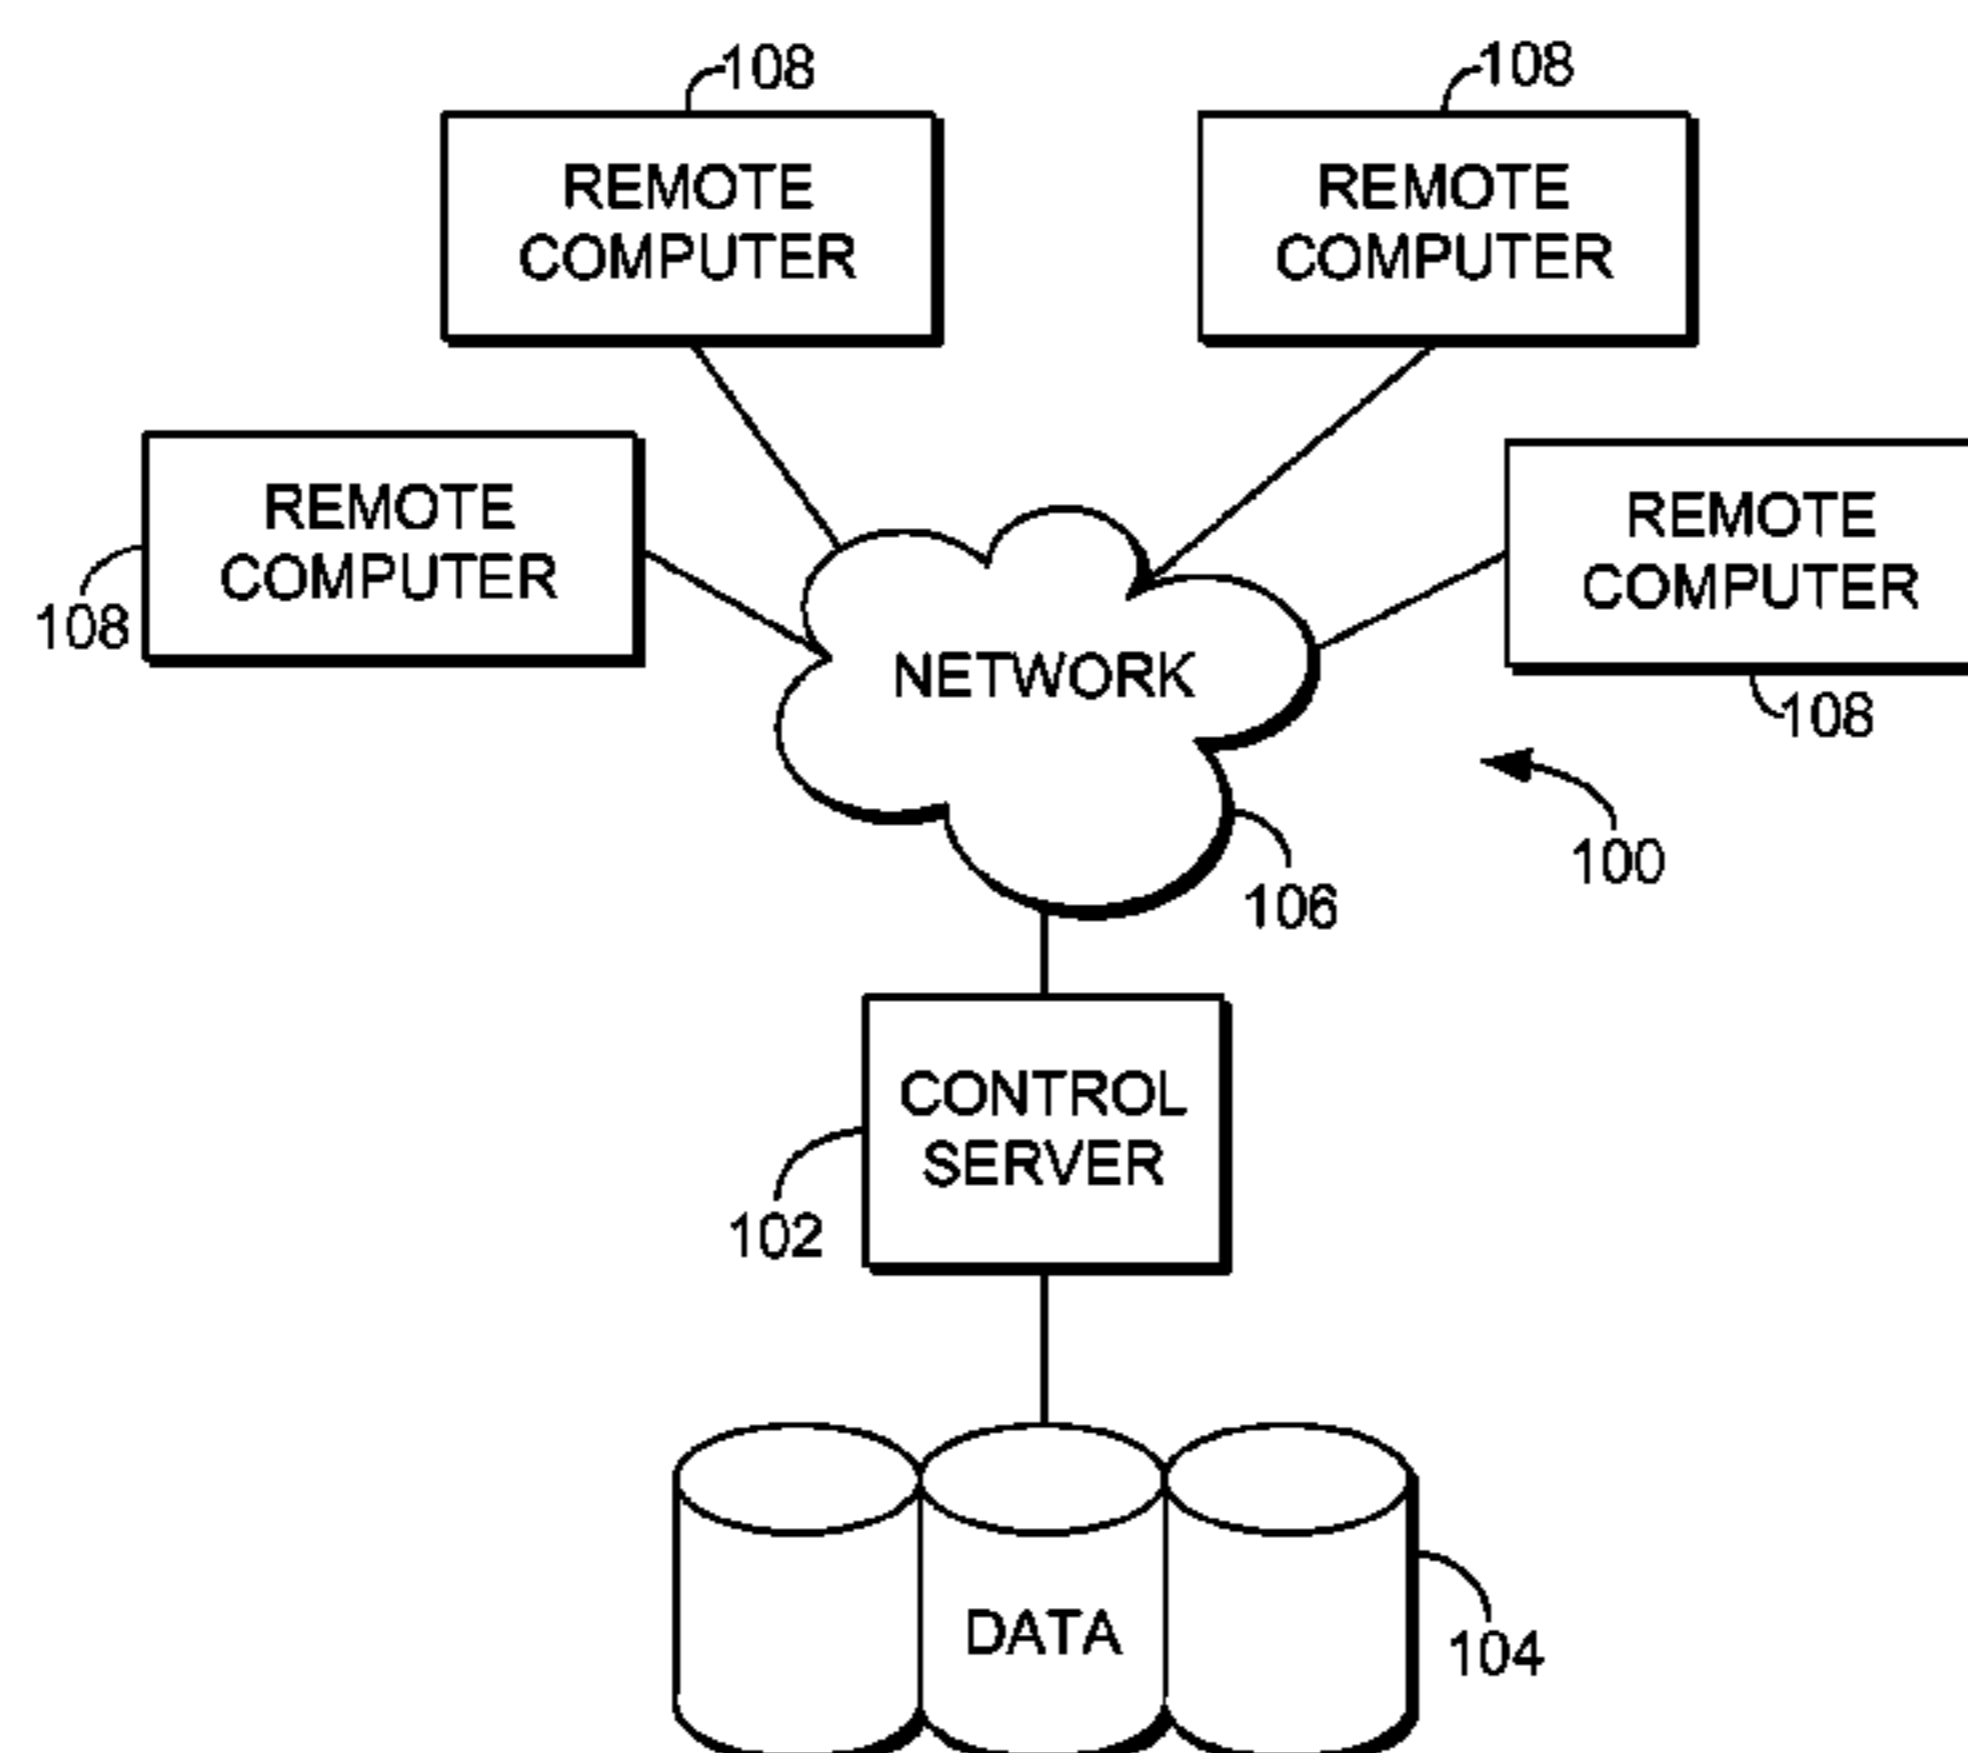 108
108
REMOTE
COMPUTER
REMOTE
COMPUTER
REMOTE
COMPUTER
108
REMOTE
COMPUTER
108
NETWORK
100
106
CONTROL
SERVER
102
DATA
104